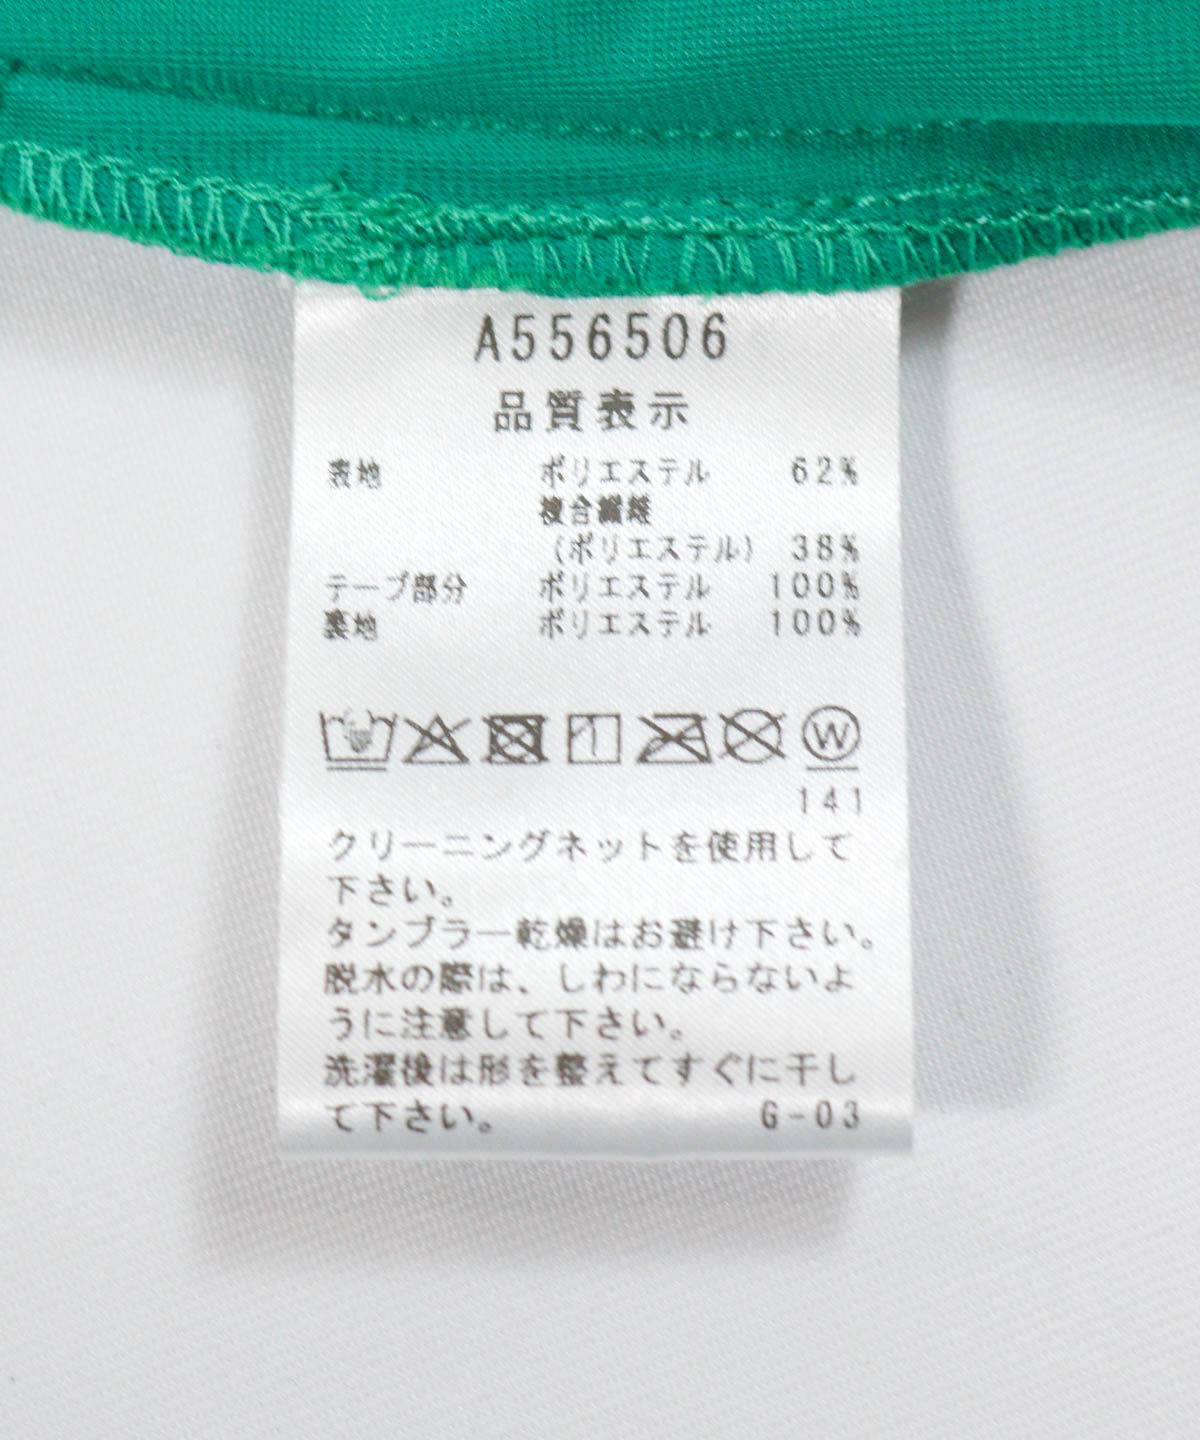 A556506
品質表示
表地 ポリエステル 62%
複合繊維
(ポリエステル) 38%
テープ部分 ポリエステル 100%
裏地 ポリエステル 100%
W
141
クリーニングネットを使用して
下さい。
タンブラー乾燥はお避け下さい。
脱水の際は、しわにならないよ
うに注意して下さい。
洗濯後は形を整えてすぐに干し
て下さい。 G-03